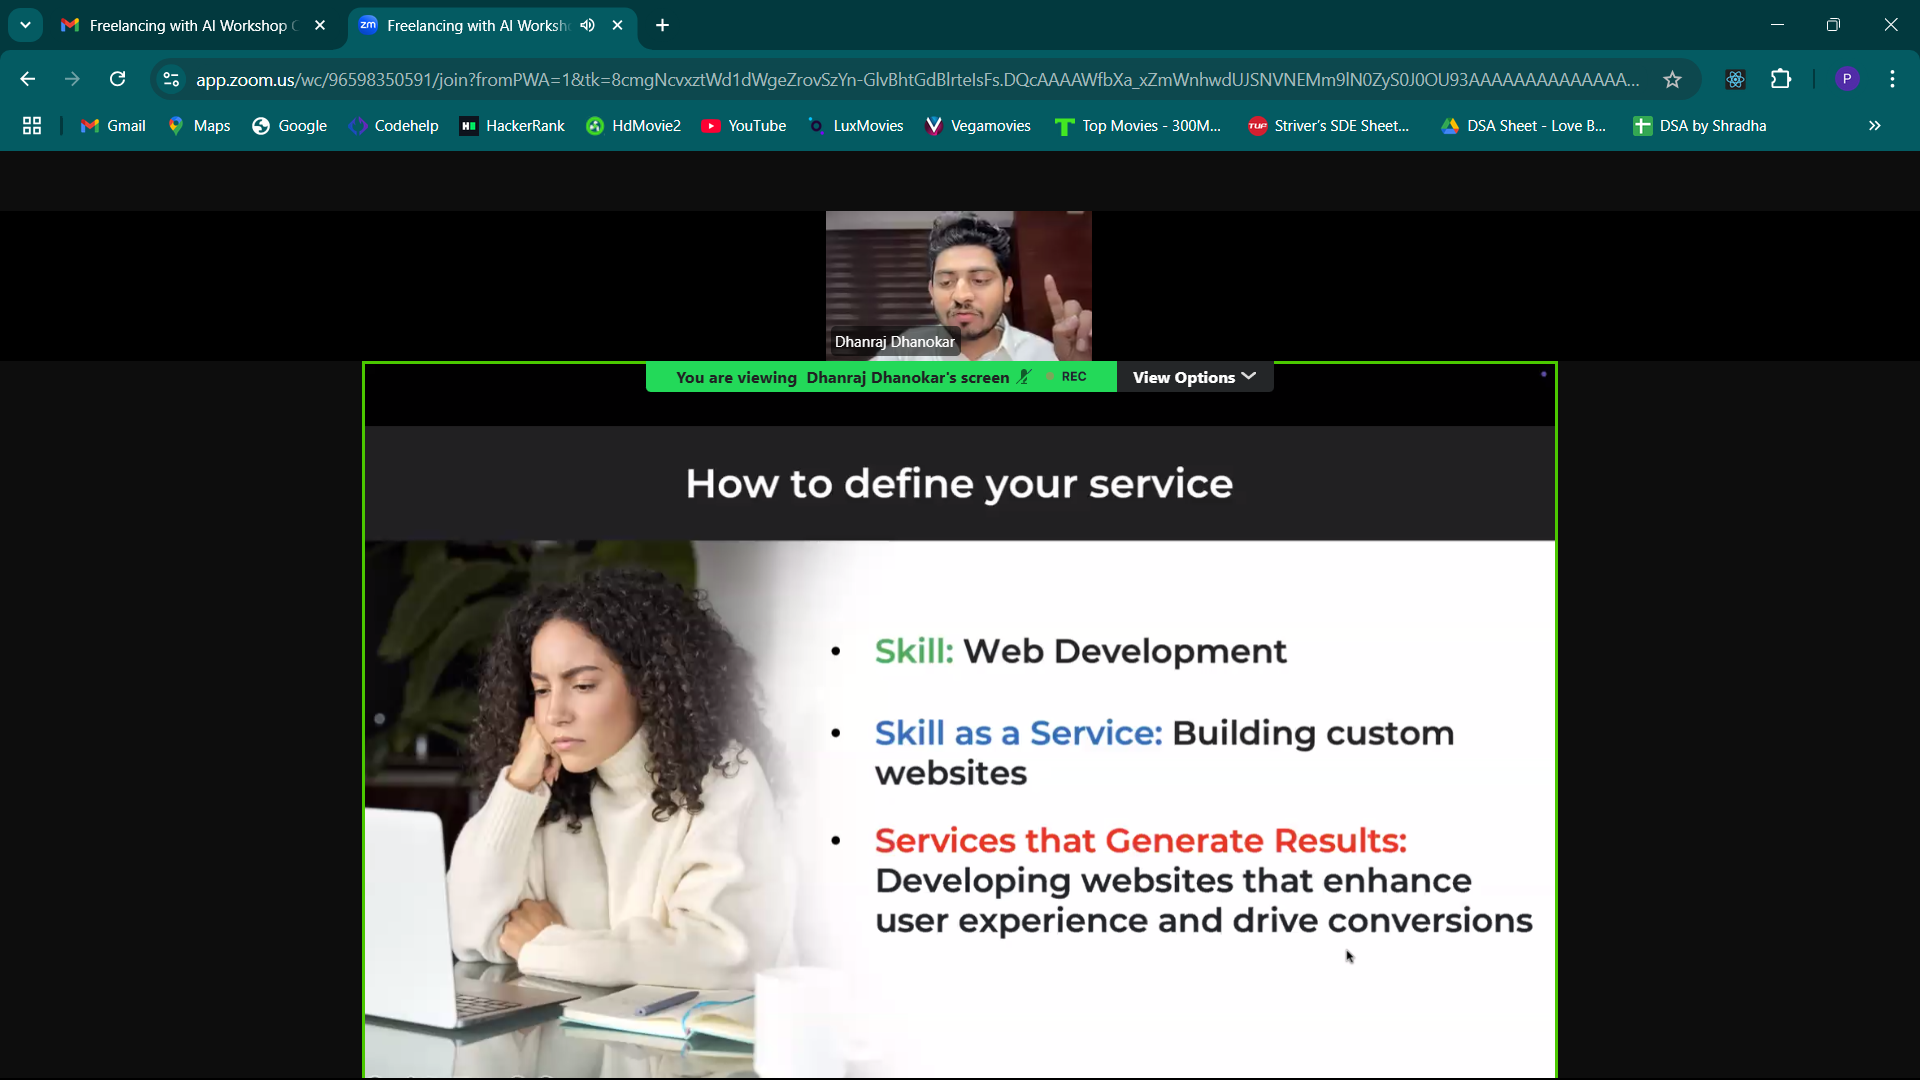 Freelancing with AI Workshop
Freelancing with AI Worksh
app.zoom.us/wc/96598350591/join?fromPWA=1&tk=8cmgNcvxztWd1dWgeZrovSzYn-GlvBhtGdBlrteIsFs.DQcAAAAWfbXa_xZmWnhwdUJSNVNEMm9lN0ZyS0J0OU93AAAAAAAAAAAAAA...
P
Gmail Maps Google Codehelp HackerRank HdMovie2 YouTube LuxMovies Vegamovies Top Movies - 300M... Striver's SDE Sheet... DSA Sheet - Love B... DSA by Shradha
Dhanraj Dhanokar
You are viewing Dhanraj Dhanokar's screen REC View Options
How to define your service
• Skill: Web Development
• Skill as a Service: Building custom
websites
• Services that Generate Results:
Developing websites that enhance
user experience and drive conversions